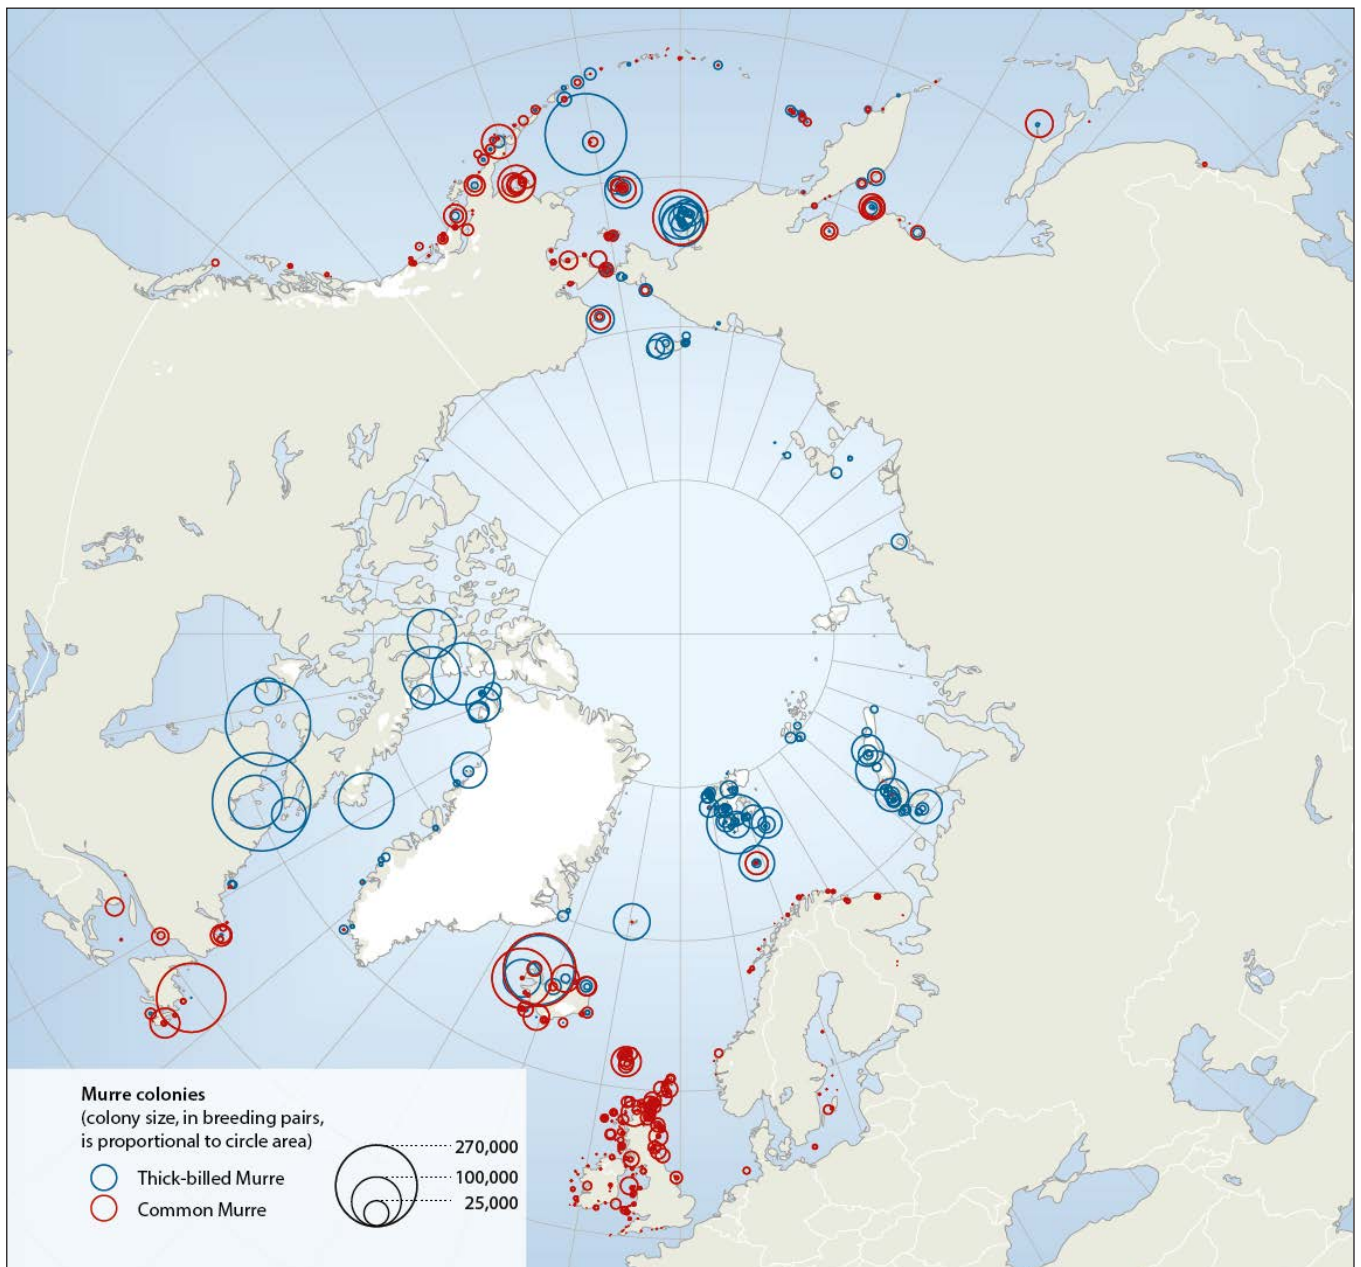 Murre colonies
(colony size, in breeding pairs,
is proportional to circle area)
Thick-billed Murre
Common Murre
270,000
100,000
25,000